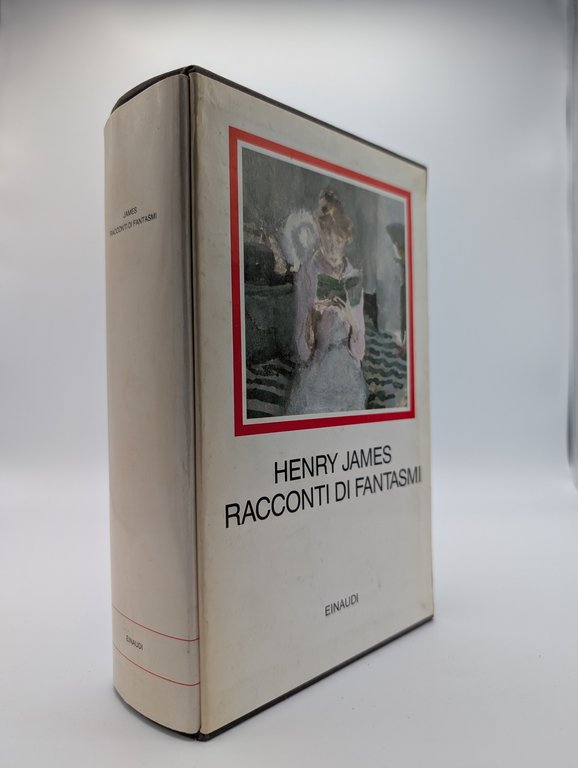 JAMES
RACCONTI DI FANTASMI
EINAUDI
HENRY JAMES
RACCONTI DI FANTASMI
EINAUDI